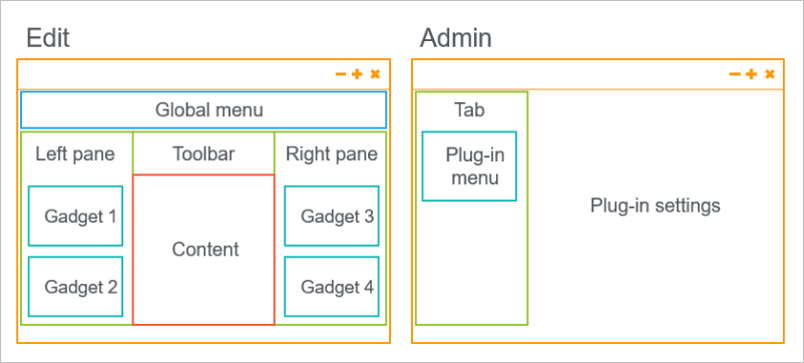 Edit
Global menu
Left pane
Toolbar
Right pane
Gadget 1
Gadget 2
Content
Gadget 3
Gadget 4
Admin
Tab
Plug-in
menu
Plug-in settings